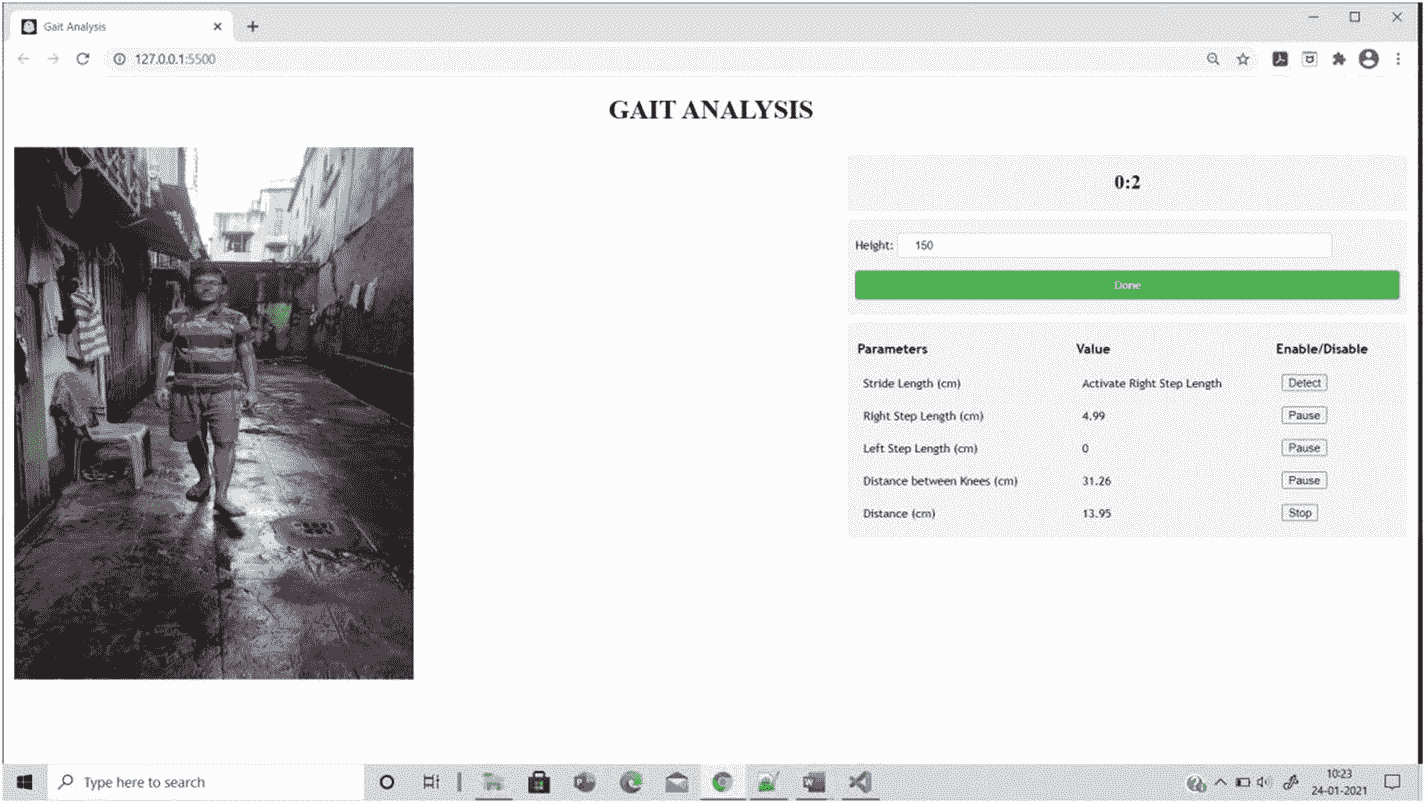 Gait Analysis
127.0.0.1:5500
GAIT ANALYSIS
0:2
Height: 150
Done
Parameters Value Enable/Disable
Stride Length (cm) Activate Right Step Length Detect
Right Step Length (cm) 4.99 Pause
Left Step Length (cm) 0 Pause
Distance between Knees (cm) 31.26 Pause
Distance (cm) 13.95 Stop
Type here to search
10:23
24-01-2021